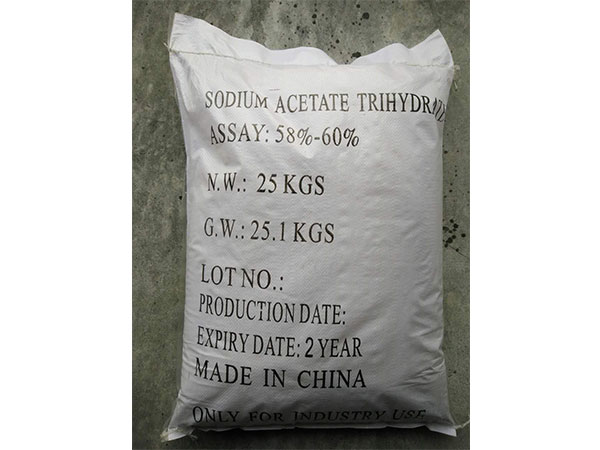 SODIUM ACETATE TRIHYDRATE
ASSAY: 58%-60%
N.W.: 25 KGS
G.W.: 25.1 KGS
LOT NO.:
PRODUCTION DATE:
EXPIRY DATE: 2 YEAR
MADE IN CHINA
ONLY FOR INDUSTRY USE